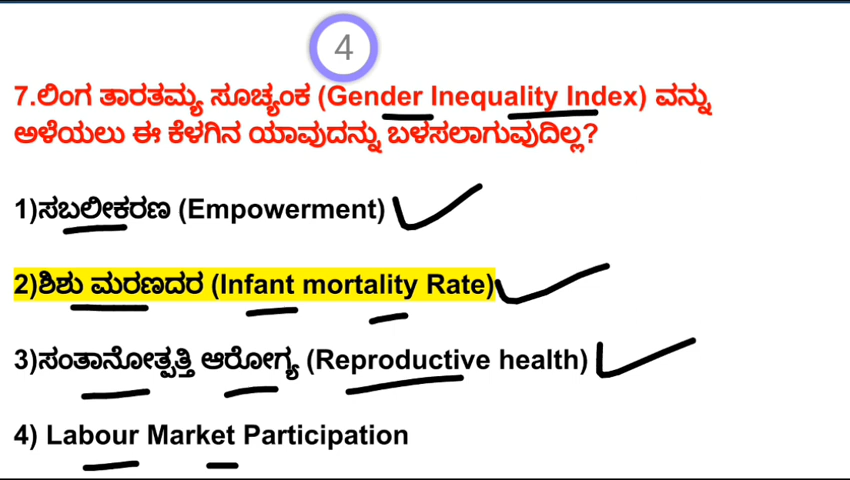 4
7.ಲಿಂಗ ತಾರತಮ್ಯ ಸೂಚ್ಯಂಕ (Gender Inequality Index) ವನ್ನು
ಅಳೆಯಲು ಈ ಕೆಳಗಿನ ಯಾವುದನ್ನು ಬಳಸಲಾಗುವುದಿಲ್ಲ?
1)ಸಬಲೀಕರಣ (Empowerment)
2)ಶಿಶು ಮರಣದರ (Infant mortality Rate)
3)ಸಂತಾನೋತ್ಪತ್ತಿ ಆರೋಗ್ಯ (Reproductive health)
4) Labour Market Participation